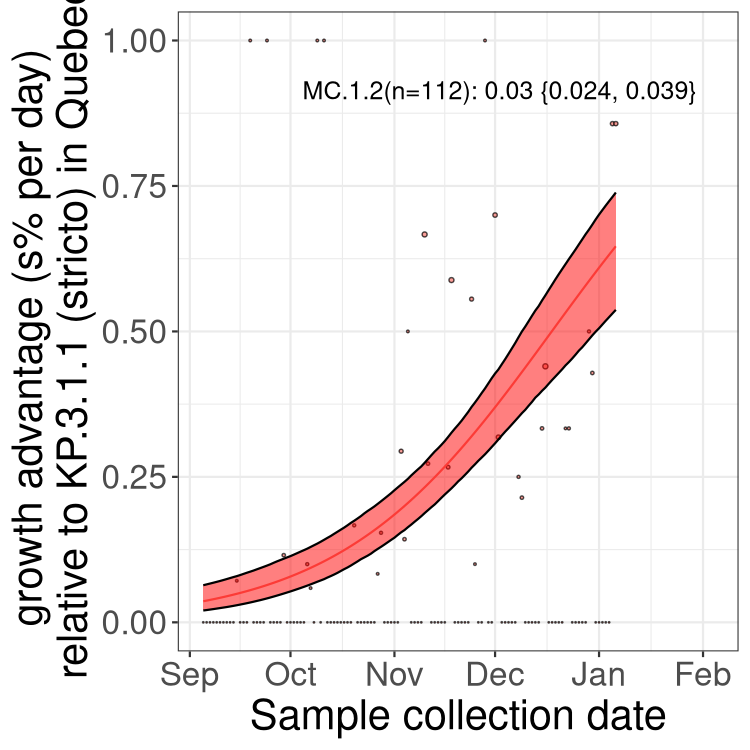 growth advantage (s% per day)
relative to KP.3.1.1 (stricto) in Quebec
1.00
0.75
0.50
0.25
0.00
MC.1.2(n=112): 0.03 {0.024, 0.039}
Sep Oct Nov Dec Jan Feb
Sample collection date